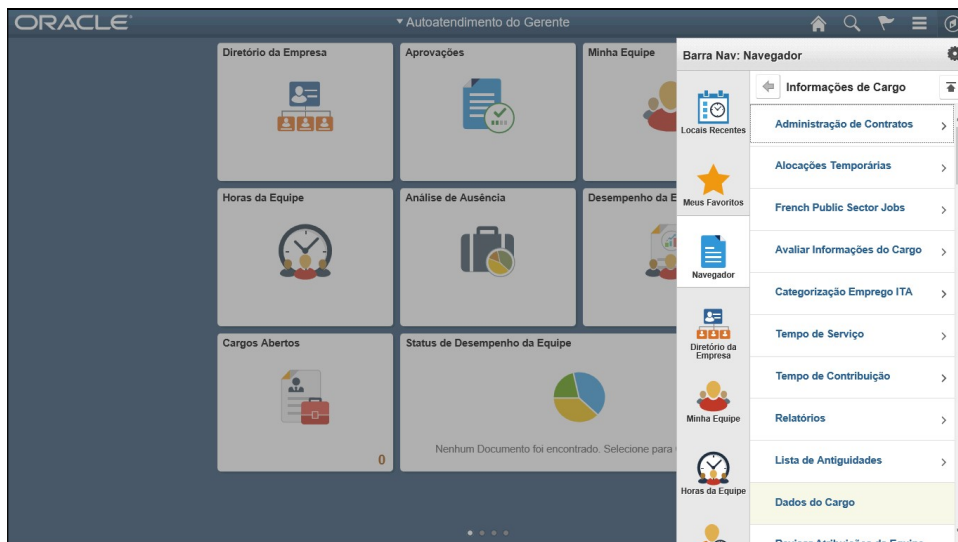 ORACLE
Autoatendimento do Gerente
Diretório da Empresa
Aprovações
Minha Equipe
Horas da Equipe
Análise de Ausência
Desempenho da E
Cargos Abertos
0
Status de Desempenho da Equipe
Nenhum Documento foi encontrado. Selecione para
Barra Nav: Navegador
Locais Recentes
Meus Favoritos
Navegador
Diretório da
Empresa
Minha Equipe
Horas da Equipe
Informações de Cargo
Administração de Contratos
Alocações Temporárias
French Public Sector Jobs
Avaliar Informações do Cargo
Categorização Emprego ITA
Tempo de Serviço
Tempo de Contribuição
Relatórios
Lista de Antiguidades
Dados do Cargo